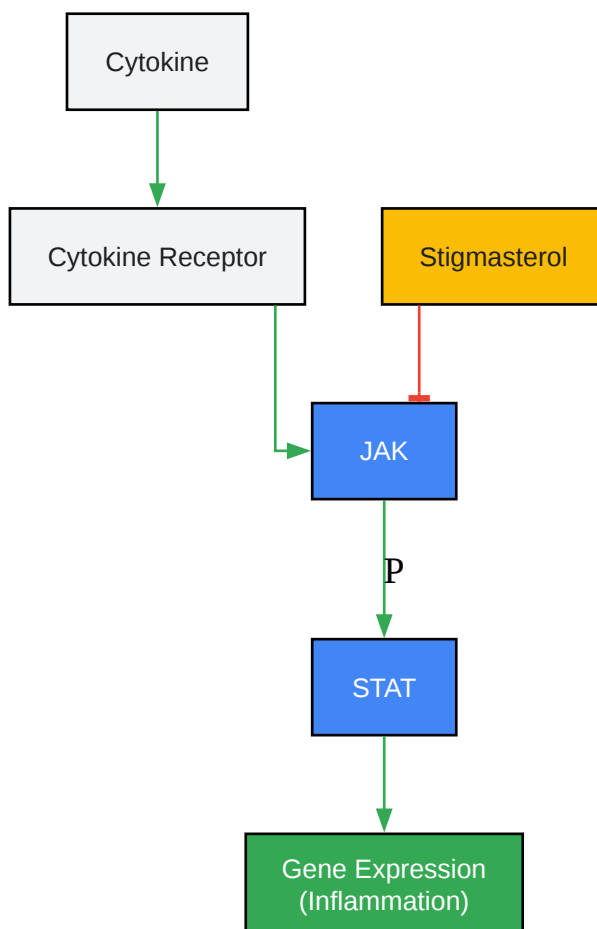 Cytokine
Cytokine Receptor
Stigmasterol
JAK
P
STAT
Gene Expression
(Inflammation)